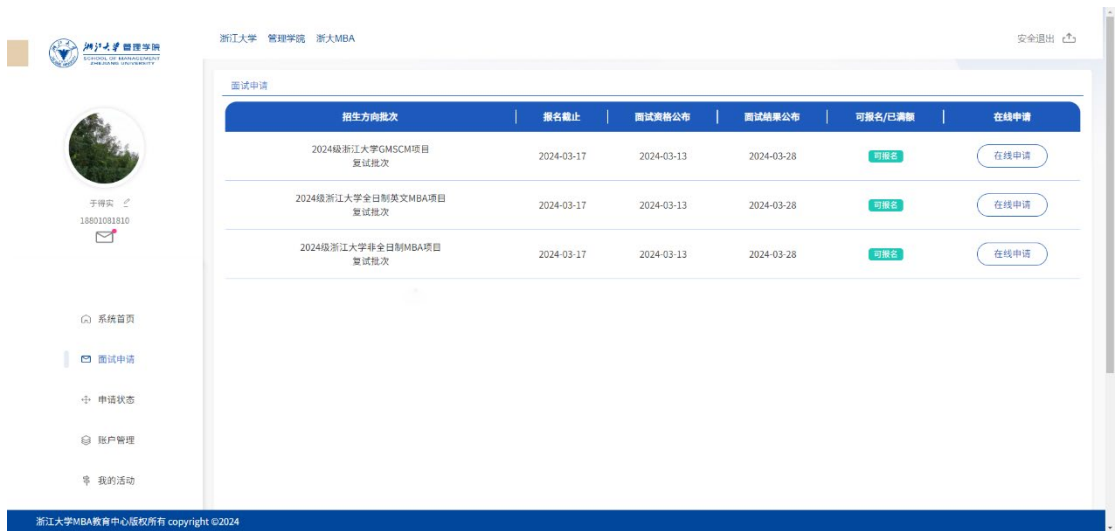 浙江大学 管理学院
SCHOOL OF MANAGEMENT
ZHEJIANG UNIVERSITY
浙江大学 管理学院 浙大MBA
安全退出
于得实
18801081810
系统首页
面试申请
申请状态
账户管理
我的活动
面试申请
招生方向批次 报名截止 面试资格公布 面试结果公布 可报名/已满额 在线申请
2024级浙江大学GMSCM项目
复试批次
2024-03-17 2024-03-13 2024-03-28 可报名 在线申请
2024级浙江大学全日制英文MBA项目
复试批次
2024-03-17 2024-03-13 2024-03-28 可报名 在线申请
2024级浙江大学非全日制MBA项目
复试批次
2024-03-17 2024-03-13 2024-03-28 可报名 在线申请
浙江大学MBA教育中心版权所有 copyright ©2024